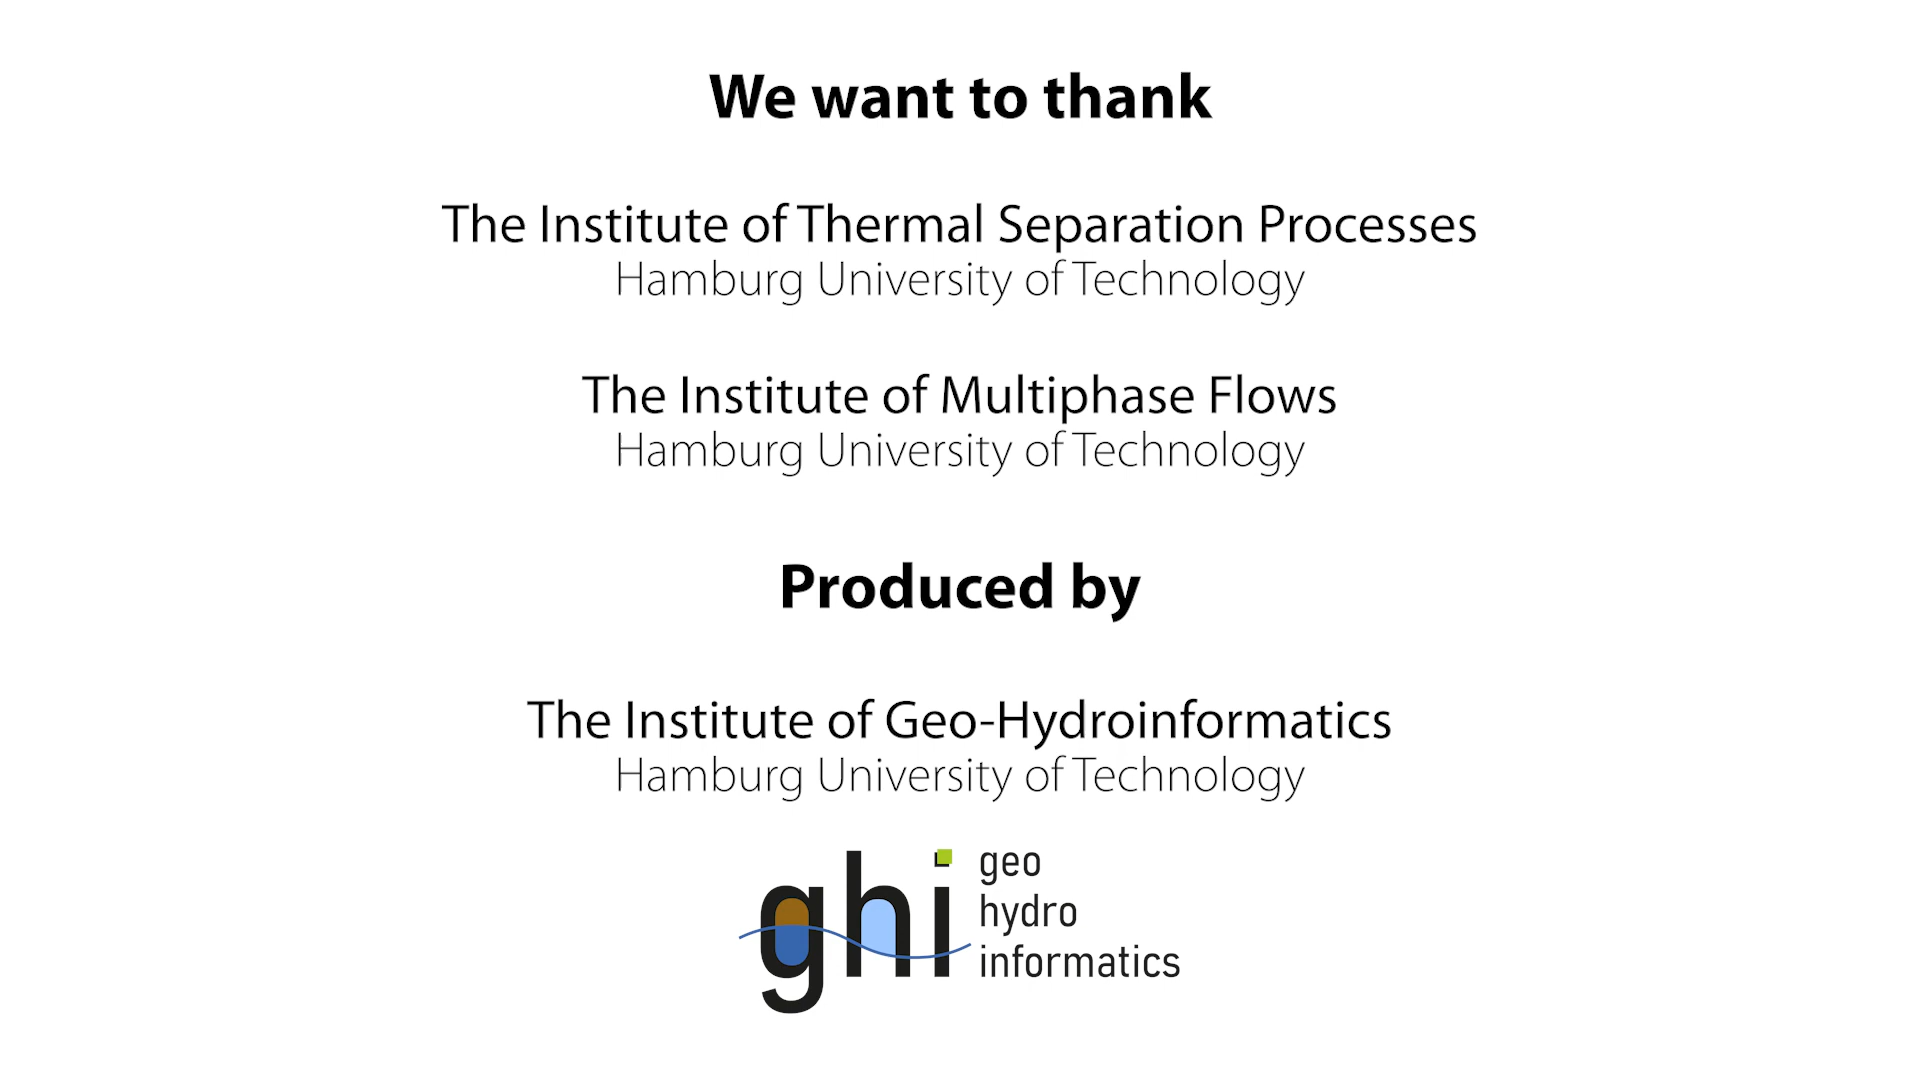 We want to thank
The Institute of Thermal Separation Processes
Hamburg University of Technology
The Institute of Multiphase Flows
Hamburg University of Technology
Produced by
The Institute of Geo-Hydroinformatics
Hamburg University of Technology
ghi
geo
hydro
informatics